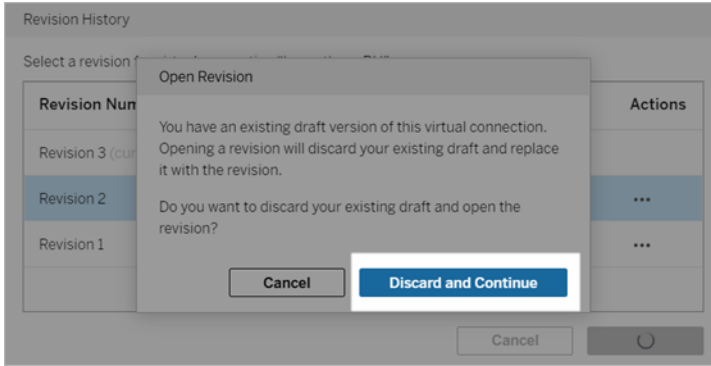 Revision History
Select a revision
Open Revision
Revision Num
Actions
You have an existing draft version of this virtual connection.
Opening a revision will discard your existing draft and replace
it with the revision.
Revision 3 (cur
Revision 2
•••
Do you want to discard your existing draft and open the
revision?
Revision 1
•••
Cancel
Discard and Continue
Cancel